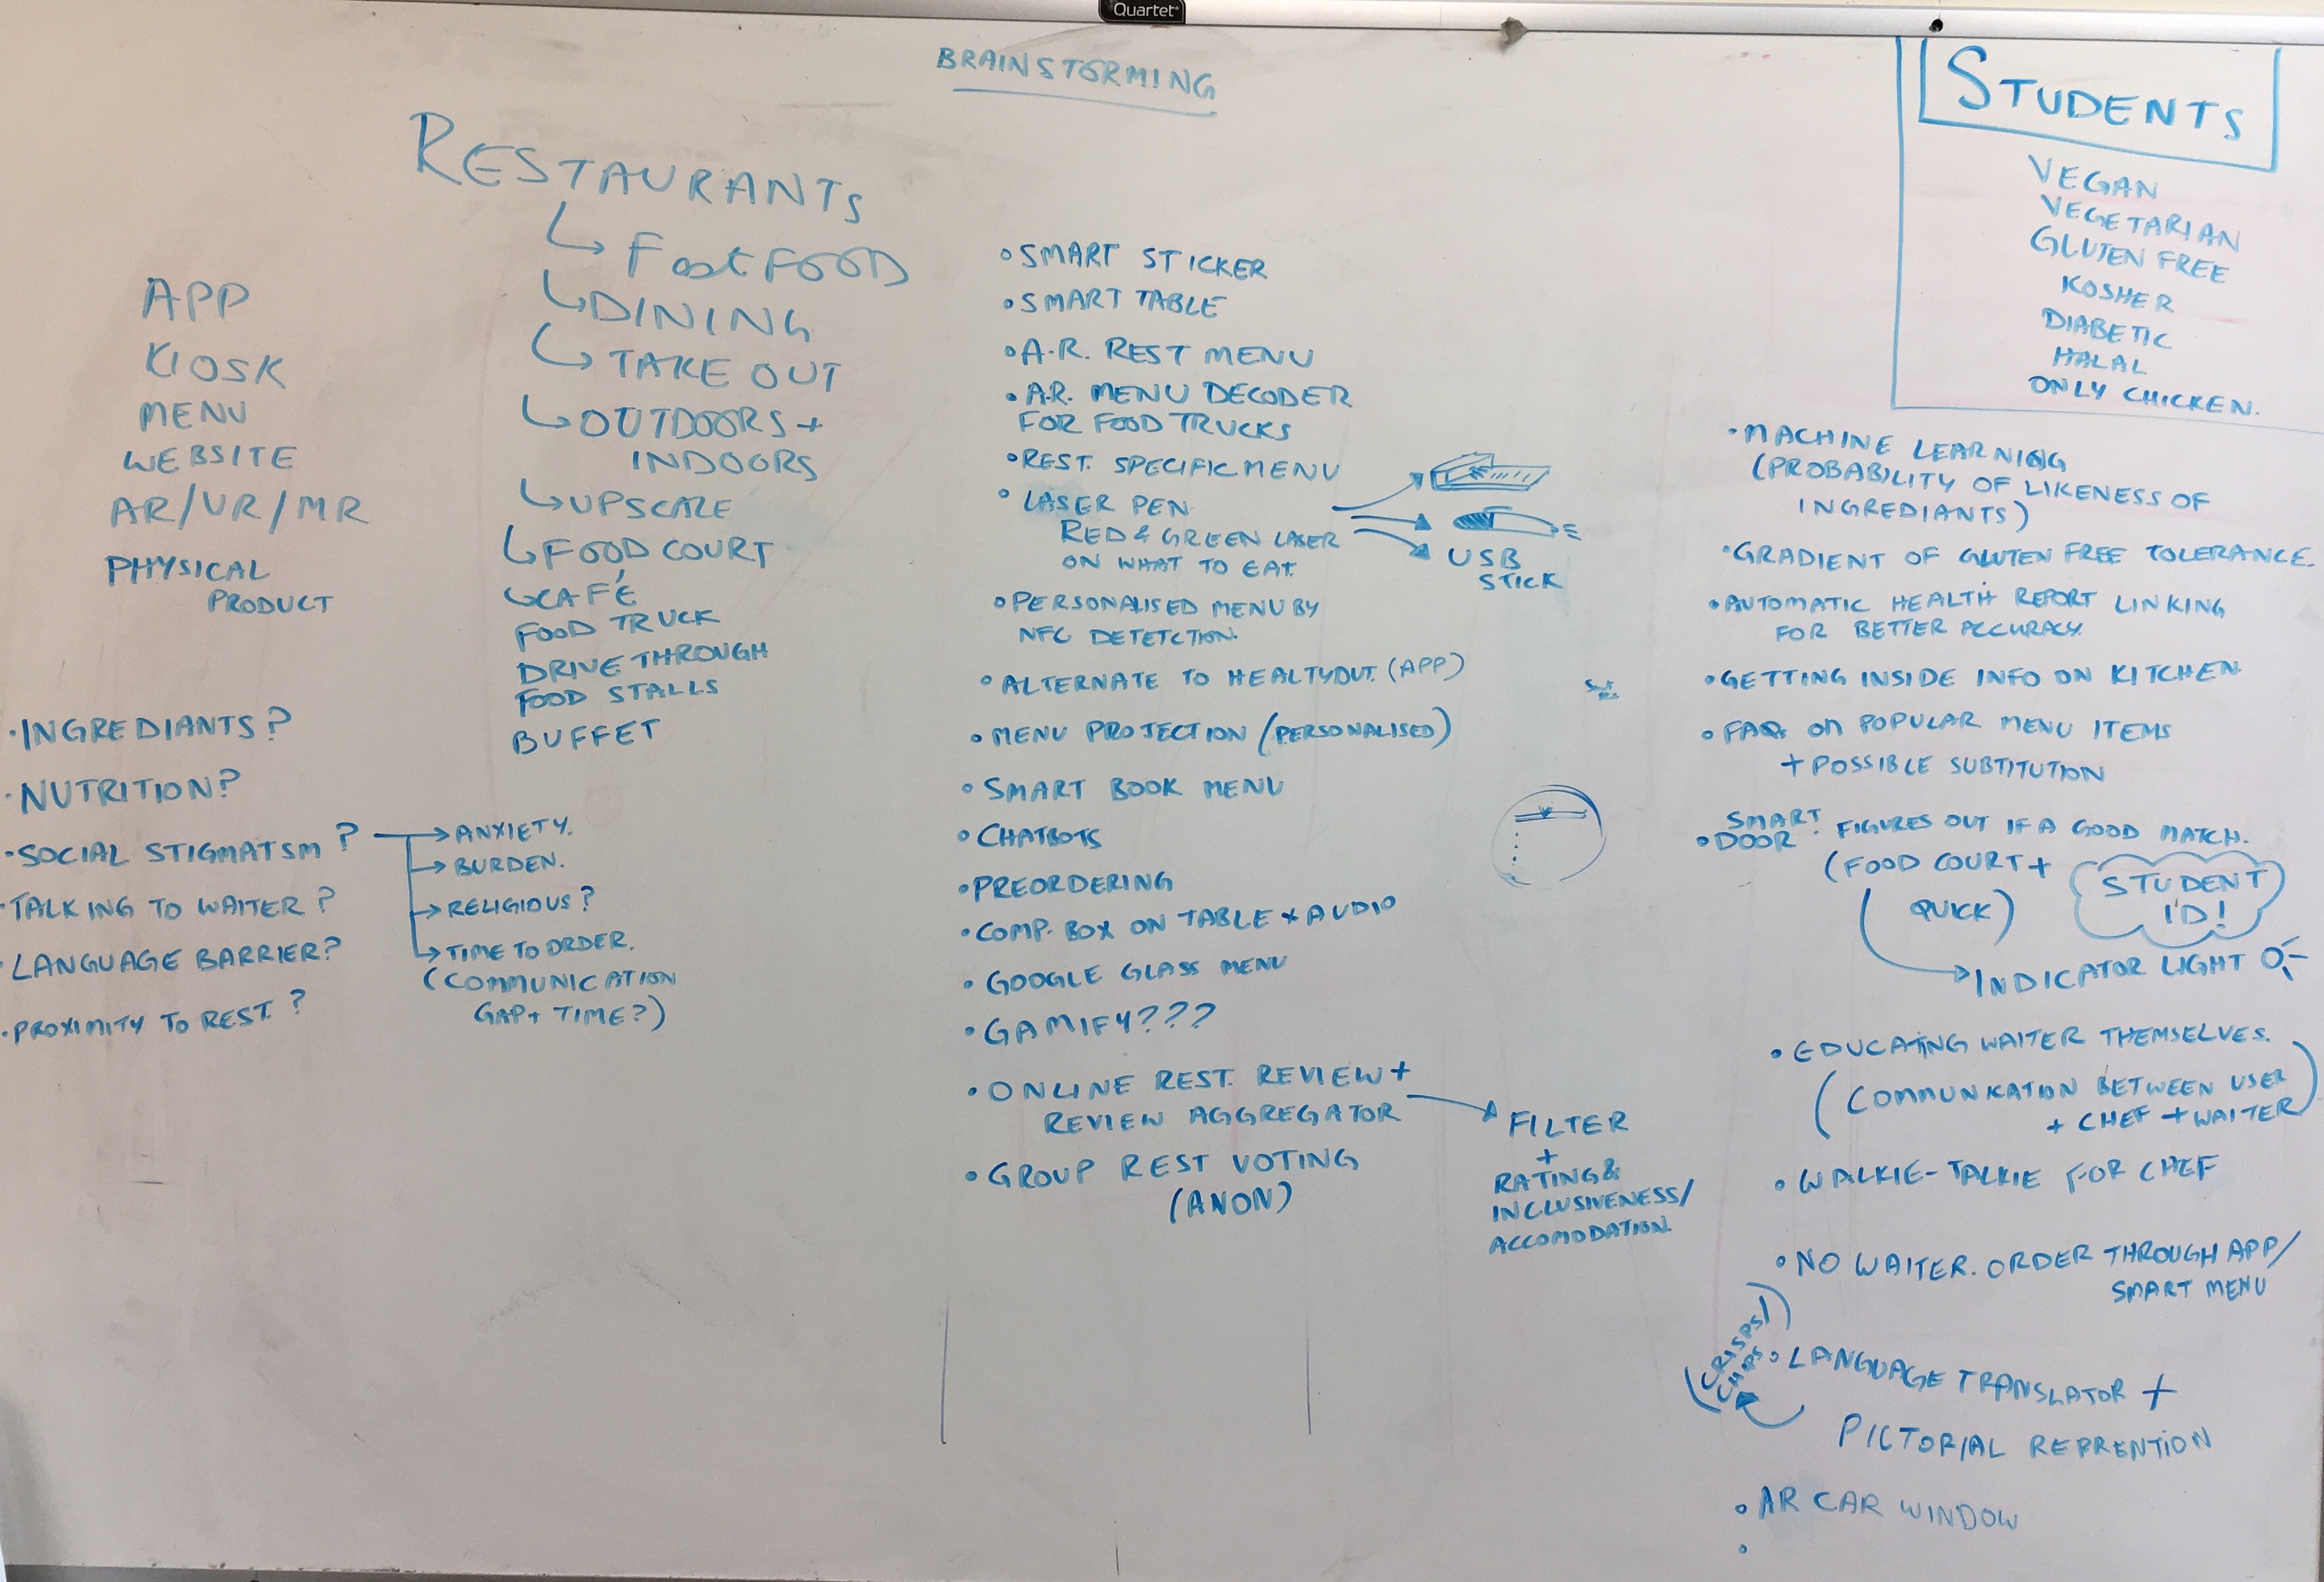 Quartet
BRAINSTORMING
RESTAURANTS
Fast FOOD
DINING
TAKE OUT
OUTDOORS +
INDOORS
UPSCALE
FOOD COURT
CAFÉ
FOOD TRUCK
DRIVE THROUGH
FOOD STALLS
BUFFET
APP
KIOSK
MENU
WEBSITE
AR/VR/MR
PHYSICAL
PRODUCT
• INGREDIANTS?
• NUTRITION?
• SOCIAL STIGMATSM?
• TALKING TO WAITER?
• LANGUAGE BARRIER?
• PROXIMITY TO REST.?
ANXIETY.
BURDEN.
RELIGIOUS?
TIME TO ORDER.
(COMMUNICATION
GAP + TIME?)
• SMART STICKER
• SMART TABLE
• A.R. REST MENU
• A.R. MENU DECODER
FOR FOOD TRUCKS
• REST. SPECIFIC MENU
• LASER PEN
RED & GREEN LASER
ON WHAT TO EAT.
USB
STICK
• PERSONALISED MENU BY
NFC DETETCTION.
• ALTERNATE TO HEALTYOUT. (APP)
• MENU PROJECTION (PERSONALISED)
• SMART BOOK MENU
• CHATBOTS
• PREORDERING
• COMP. BOX ON TABLE + AUDIO
• GOOGLE GLASS MENU
• GAMIFY???
• ONLINE REST. REVIEW +
REVIEW AGGREGATOR
FILTER
+
RATING &
INCLUSIVENESS/
ACCOMODATION.
• GROUP REST VOTING
(ANON)
STUDENTS
VEGAN
VEGETARIAN
GLUTEN FREE
KOSHER
DIABETIC
HALAL
ONLY CHICKEN.
• MACHINE LEARNING
(PROBABILITY OF LIKENESS OF
INGREDIANTS)
• GRADIENT OF GLUTEN FREE TOLERANCE.
• AUTOMATIC HEALTH REPORT LINKING
FOR BETTER ACCURACY.
• GETTING INSIDE INFO ON KITCHEN.
• FAQs On POPULAR MENU ITEMS
+ POSSIBLE SUBTITUTION
SMART
• DOOR : FIGURES OUT IF A GOOD MATCH.
(FOOD COURT +
QUICK)
STUDENT
ID!
INDICATOR LIGHT
• EDUCATING WAITER THEMSELVES.
(COMMUNICATION BETWEEN USER
+ CHEF + WAITER)
• WALKIE-TALKIE FOR CHEF
• NO WAITER. ORDER THROUGH APP/
SMART MENU
(CRISPS/
CHIPS)
• LANGUAGE TRANSLATOR +
PICTORIAL REPRENTION
• AR CAR WINDOW
•